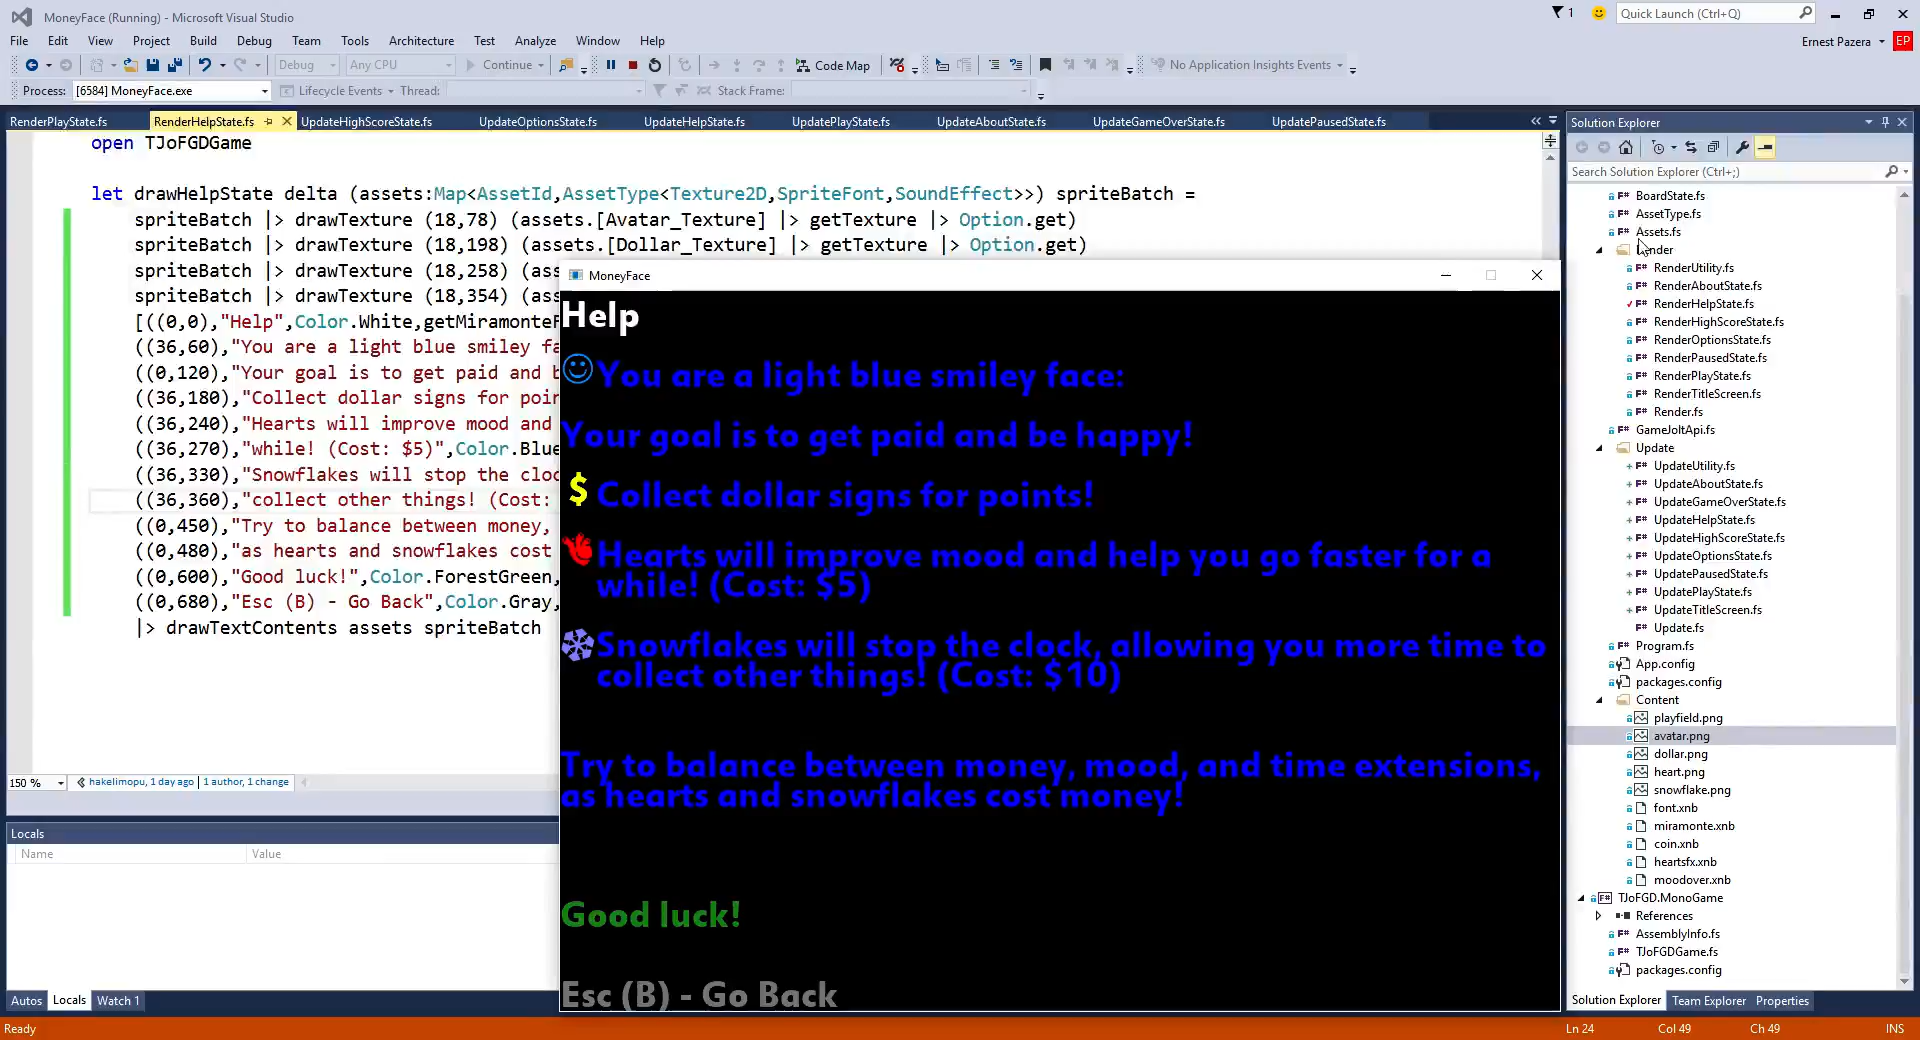 MoneyFace (Running) - Microsoft Visual Studio
1
Quick Launch (Ctrl+Q)
File Edit View Project Build Debug Team Tools Architecture Test Analyze Window Help
Ernest Pazera EP
Debug Any CPU Continue Code Map No Application Insights Events
Process: [6584] MoneyFace.exe Lifecycle Events Thread: Stack Frame:
RenderPlayState.fs RenderHelpState.fs UpdateHighScoreState.fs UpdateOptionsState.fs UpdateHelpState.fs UpdatePlayState.fs UpdateAboutState.fs UpdateGameOverState.fs UpdatePausedState.fs
open TJoFGDGame
let drawHelpState delta (assets:Map<AssetId,AssetType<Texture2D,SpriteFont,SoundEffect>>) spriteBatch =
spriteBatch |> drawTexture (18,78) (assets.[Avatar_Texture] |> getTexture |> Option.get)
spriteBatch |> drawTexture (18,198) (assets.[Dollar_Texture] |> getTexture |> Option.get)
spriteBatch |> drawTexture (18,258) (as
spriteBatch |> drawTexture (18,354) (as
[((0,0),"Help",Color.White,getMiramonteF
((36,60),"You are a light blue smiley fa
((0,120),"Your goal is to get paid and b
((36,180),"Collect dollar signs for poin
((36,240),"Hearts will improve mood and
((36,270),"while! (Cost: $5)",Color.Blue
((36,330),"Snowflakes will stop the cloc
((36,360),"collect other things! (Cost:
((0,450),"Try to balance between money,
((0,480),"as hearts and snowflakes cost
((0,600),"Good luck!",Color.ForestGreen,
((0,680),"Esc (B) - Go Back",Color.Gray,
|> drawTextContents assets spriteBatch
150 % hakelimopu, 1 day ago | 1 author, 1 change
Locals
Name Value
Autos Locals Watch 1
MoneyFace
Help
You are a light blue smiley face:
Your goal is to get paid and be happy!
$ Collect dollar signs for points!
Hearts will improve mood and help you go faster for a
while! (Cost: $5)
Snowflakes will stop the clock, allowing you more time to
collect other things! (Cost: $10)
Try to balance between money, mood, and time extensions,
as hearts and snowflakes cost money!
Good luck!
Esc (B) - Go Back
Solution Explorer
Search Solution Explorer (Ctrl+;)
BoardState.fs
AssetType.fs
Assets.fs
Render
RenderUtility.fs
RenderAboutState.fs
RenderHelpState.fs
RenderHighScoreState.fs
RenderOptionsState.fs
RenderPausedState.fs
RenderPlayState.fs
RenderTitleScreen.fs
Render.fs
GameJoltApi.fs
Update
UpdateUtility.fs
UpdateAboutState.fs
UpdateGameOverState.fs
UpdateHelpState.fs
UpdateHighScoreState.fs
UpdateOptionsState.fs
UpdatePausedState.fs
UpdatePlayState.fs
UpdateTitleScreen.fs
Update.fs
Program.fs
App.config
packages.config
Content
playfield.png
avatar.png
dollar.png
heart.png
snowflake.png
font.xnb
miramonte.xnb
coin.xnb
heartsfx.xnb
moodover.xnb
TJoFGD.MonoGame
References
AssemblyInfo.fs
TJoFGDGame.fs
packages.config
Solution Explorer Team Explorer Properties
Ready Ln 24 Col 49 Ch 49 INS